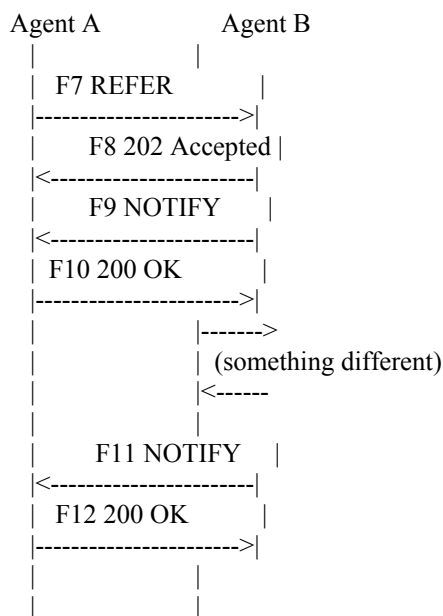 Agent A Agent B
| |
| F7 REFER |
|---------------------------->|
| F8 202 Accepted |
|<----------------------------|
| F9 NOTIFY |
|<----------------------------|
| F10 200 OK |
|---------------------------->|
| |------->
| | (something different)
| |<------
| |
| F11 NOTIFY |
|<----------------------------|
| F12 200 OK |
|---------------------------->|
| |
| |